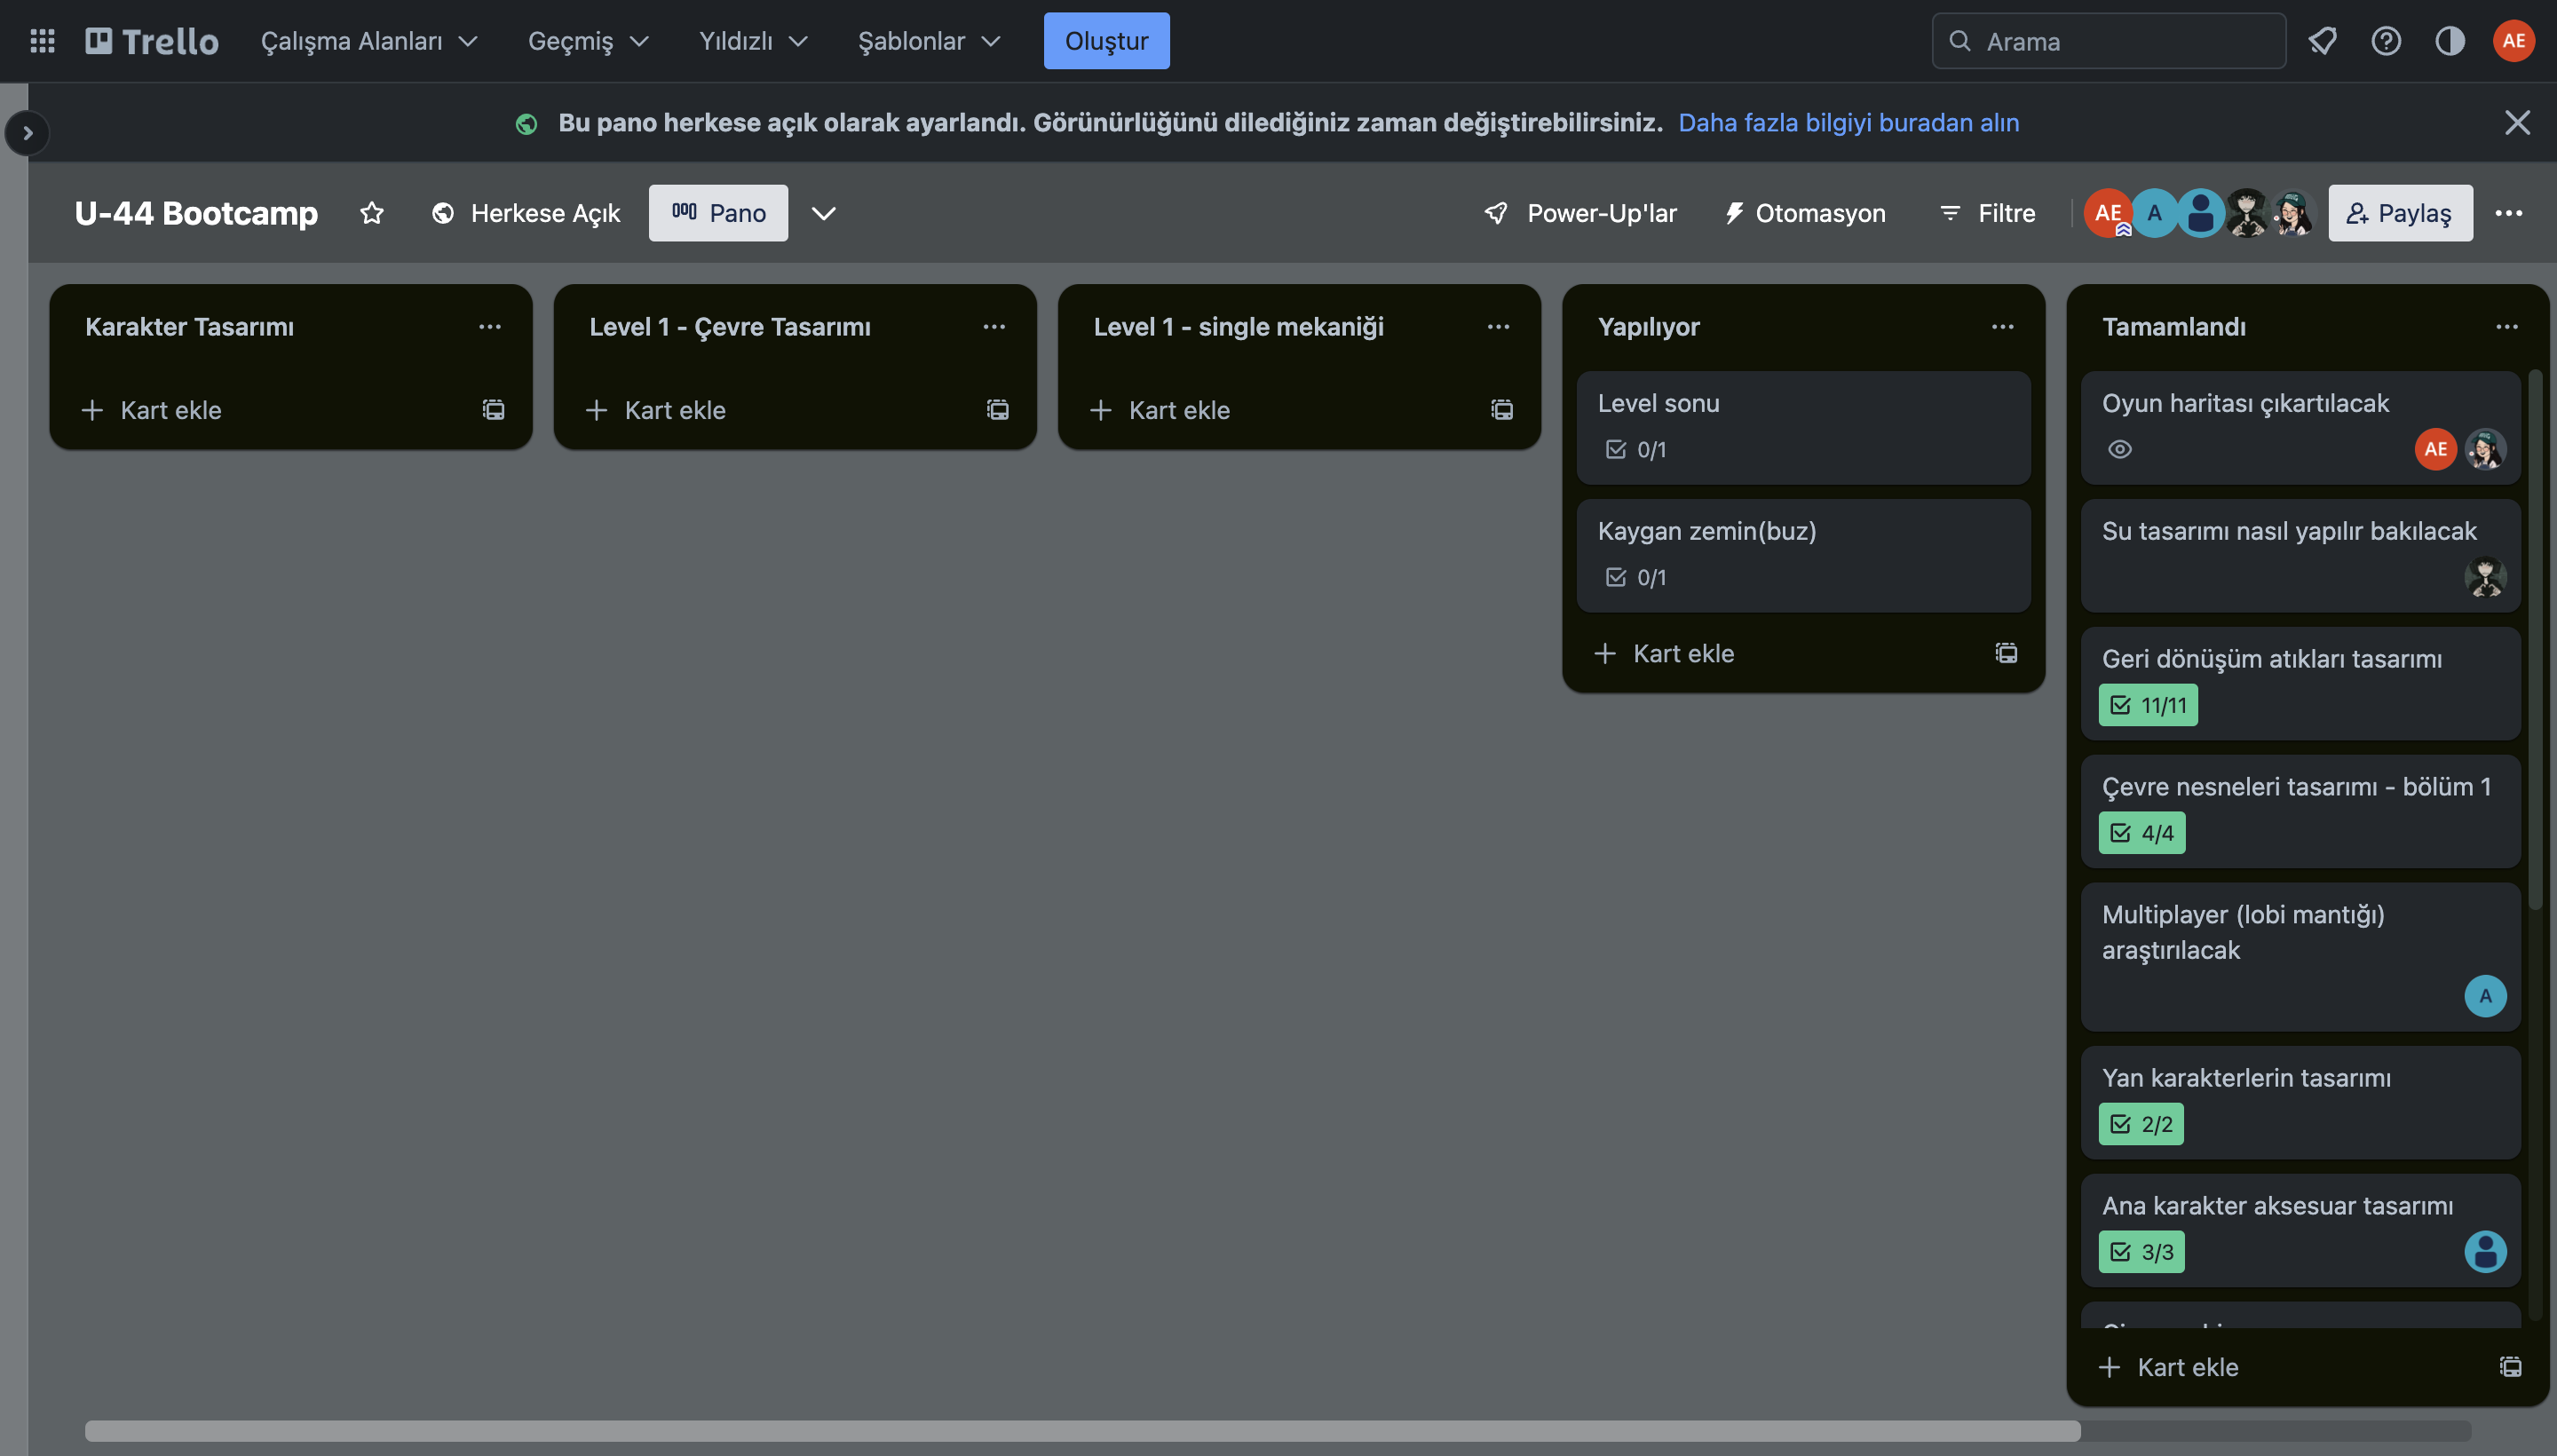 Trello
Çalışma Alanları
Geçmiş
Yıldızlı
Şablonlar
Oluştur
Arama
AE
Bu pano herkese açık olarak ayarlandı. Görünürlüğünü dilediğiniz zaman değiştirebilirsiniz. Daha fazla bilgiyi buradan alın
U-44 Bootcamp
Herkese Açık
Pano
Power-Up'lar
Otomasyon
Filtre
AE
A
Paylaş
Karakter Tasarımı
Kart ekle
Level 1 - Çevre Tasarımı
Kart ekle
Level 1 - single mekaniği
Kart ekle
Yapılıyor
Level sonu
0/1
Kaygan zemin(buz)
0/1
Kart ekle
Tamamlandı
Oyun haritası çıkartılacak
AE
Su tasarımı nasıl yapılır bakılacak
Geri dönüşüm atıkları tasarımı
11/11
Çevre nesneleri tasarımı - bölüm 1
4/4
Multiplayer (lobi mantığı)
araştırılacak
A
Yan karakterlerin tasarımı
2/2
Ana karakter aksesuar tasarımı
3/3
Kart ekle